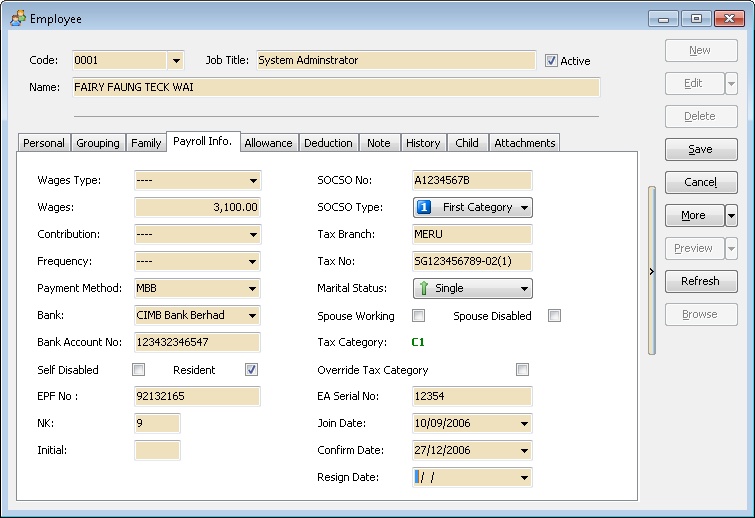 Employee
Code: 0001 Job Title: System Adminstrator Active
Name: FAIRY FAUNG TECK WAI
Personal Grouping Family Payroll Info. Allowance Deduction Note History Child Attachments
Wages Type: ---- SOCSO No: A1234567B
Wages: 3,100.00 SOCSO Type: 1 First Category
Contribution: ---- Tax Branch: MERU
Frequency: ---- Tax No: SG123456789-02(1)
Payment Method: MBB Marital Status: Single
Bank: CIMB Bank Berhad Spouse Working Spouse Disabled
Bank Account No: 123432346547 Tax Category: C1
Self Disabled Resident Override Tax Category
EPF No : 92132165 EA Serial No: 12354
NK: 9 Join Date: 10/09/2006
Initial: Confirm Date: 27/12/2006
Resign Date: / /
New
Edit
Delete
Save
Cancel
More
Preview
Refresh
Browse